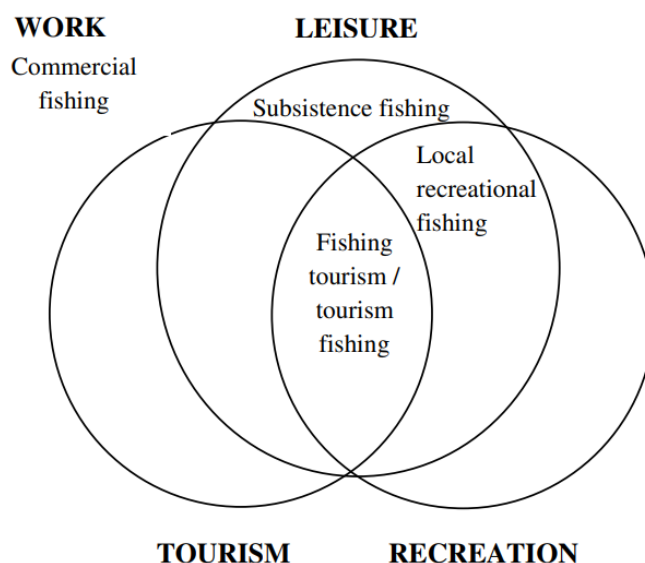 WORK
LEISURE
Commercial
fishing
Subsistence fishing
Local
recreational
fishing
Fishing
tourism /
tourism
fishing
TOURISM
RECREATION